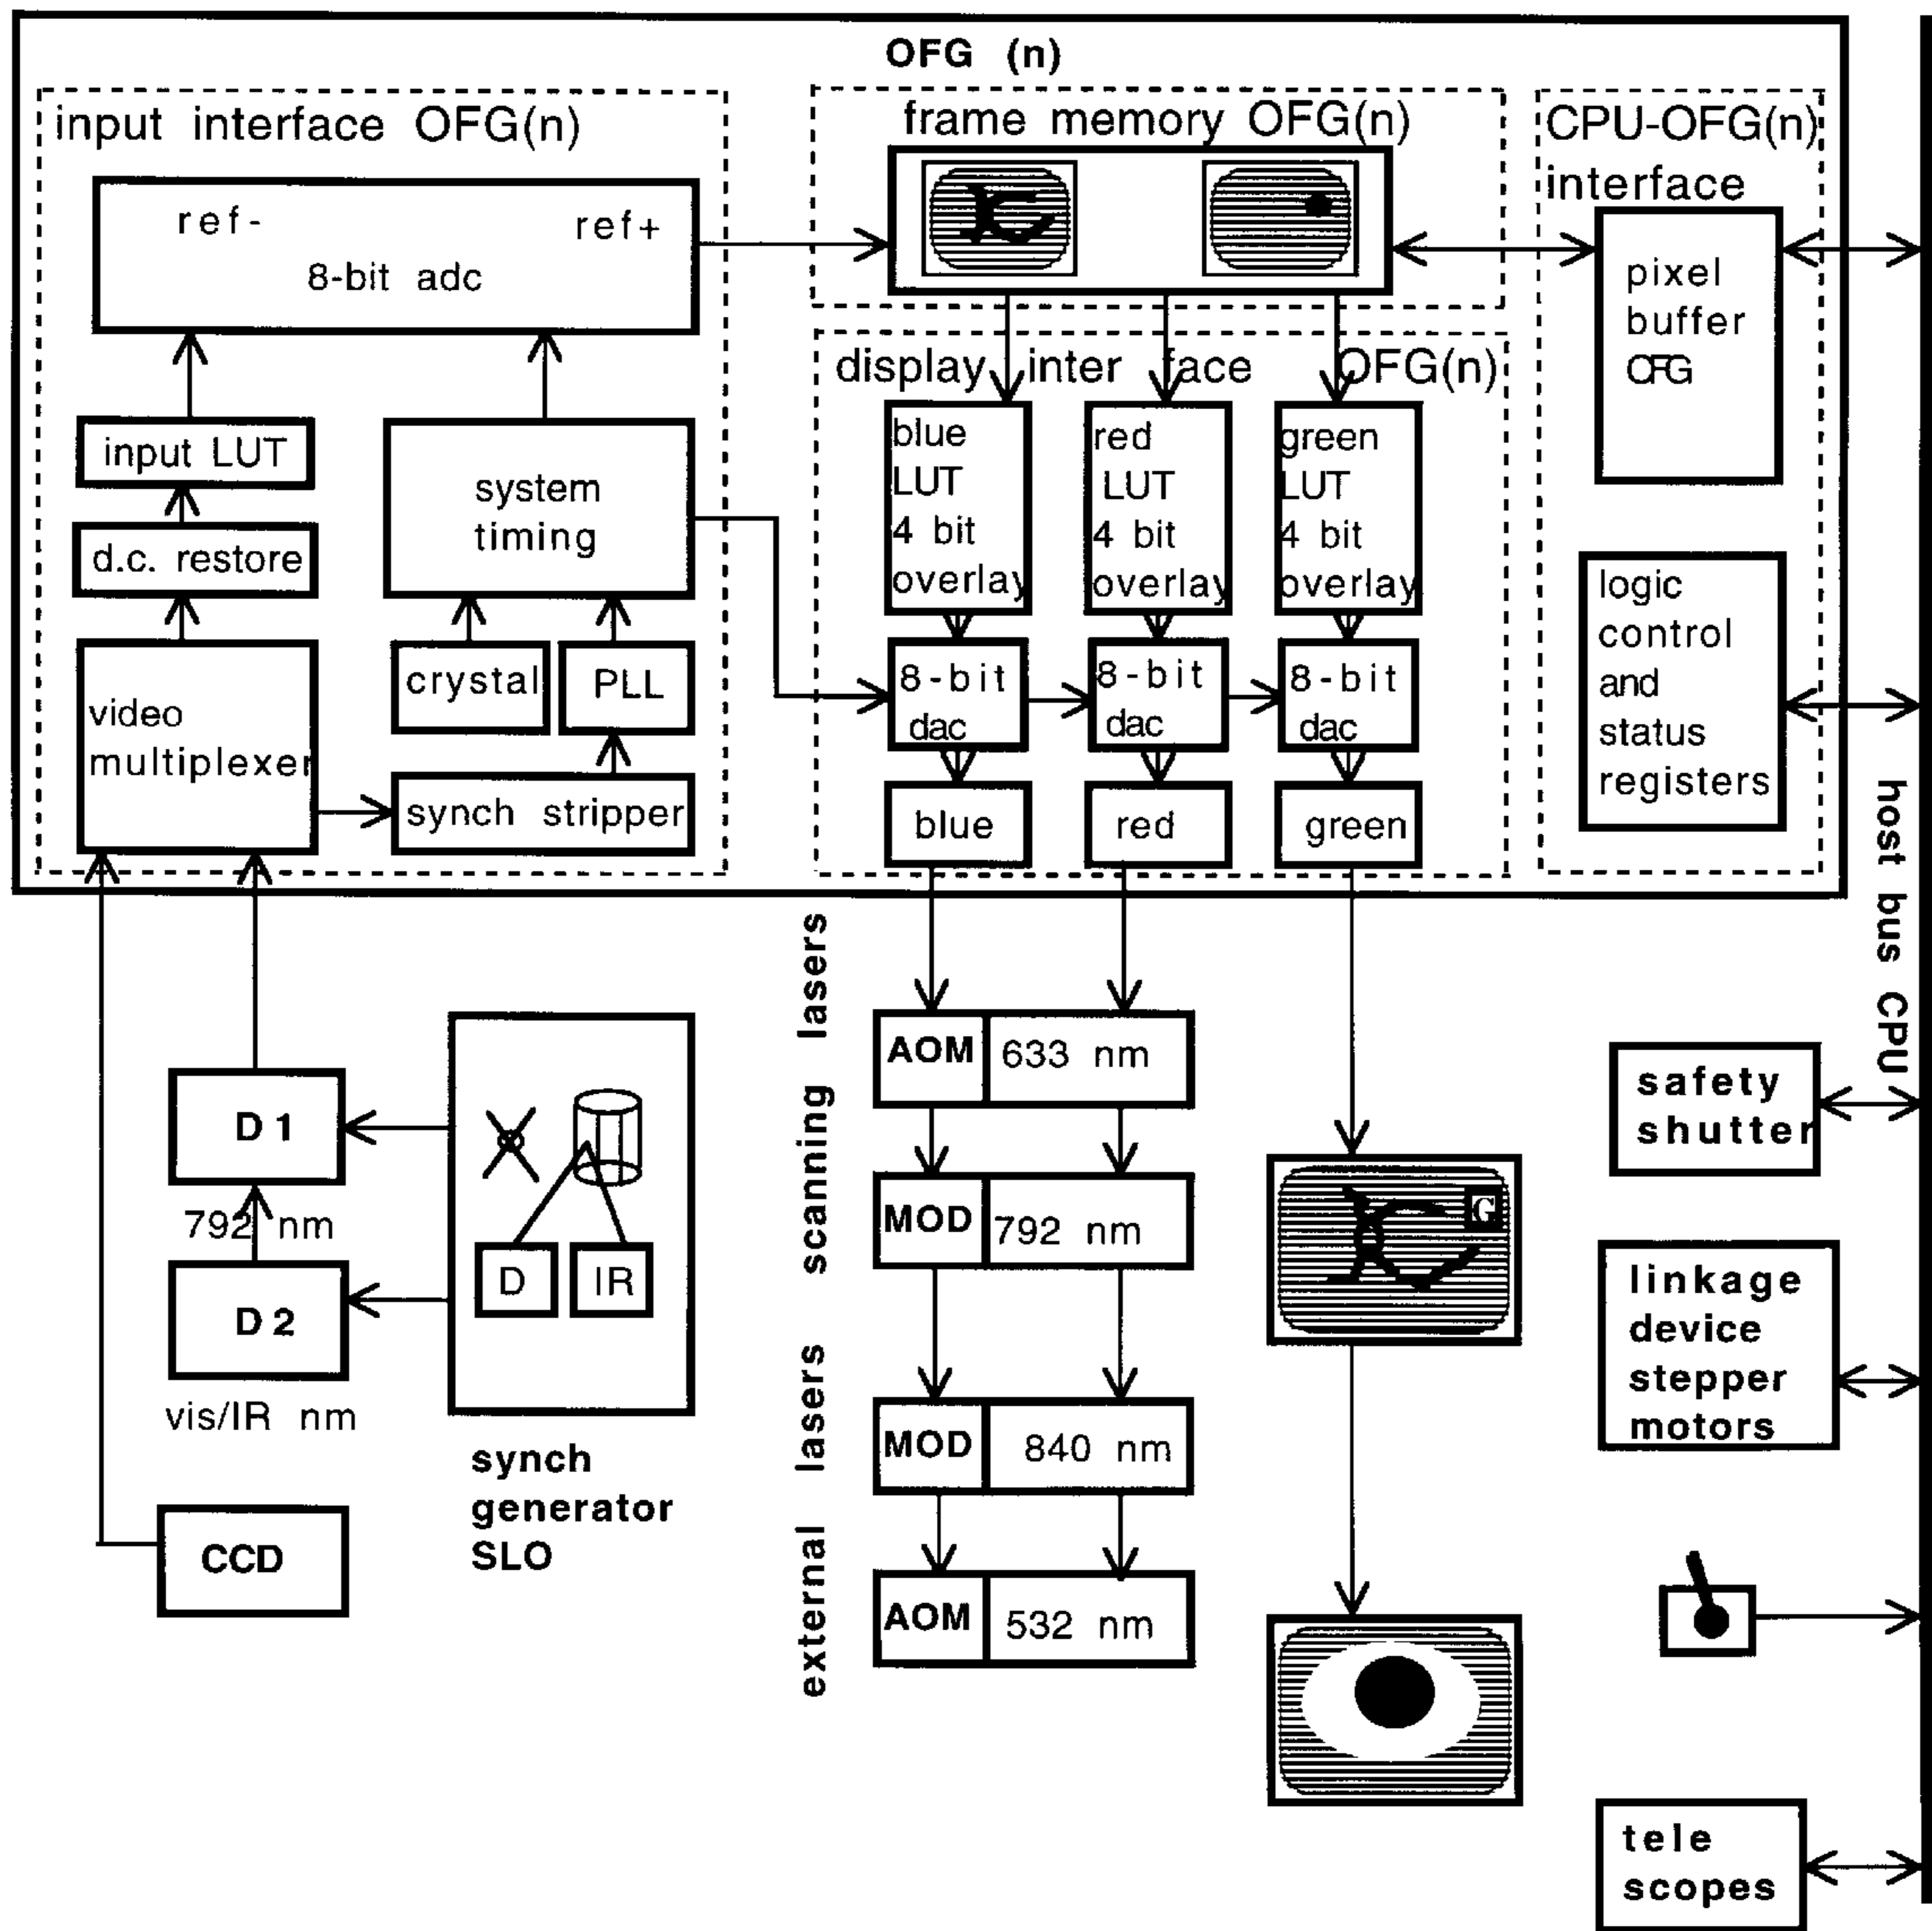 OFG (n)
input interface OFG(n)
ref-
ref+
8-bit adc
input LUT
d.c. restore
video
multiplexer
system
timing
crystal
PLL
synch stripper
frame memory OFG(n)
display inter face OFG(n)
blue
LUT
4 bit
overlay
red
LUT
4 bit
overlay
green
LUT
4 bit
overlay
8-bit
dac
8-bit
dac
8-bit
dac
blue
red
green
CPU-OFG(n)
interface
pixel
buffer
OFG
logic
control
and
status
registers
host bus CPU
D1
792 nm
D2
vis/IR nm
CCD
D
IR
synch
generator
SLO
external lasers scanning lasers
AOM
633 nm
MOD
792 nm
MOD
840 nm
AOM
532 nm
G
safety
shutter
linkage
device
stepper
motors
tele
scopes